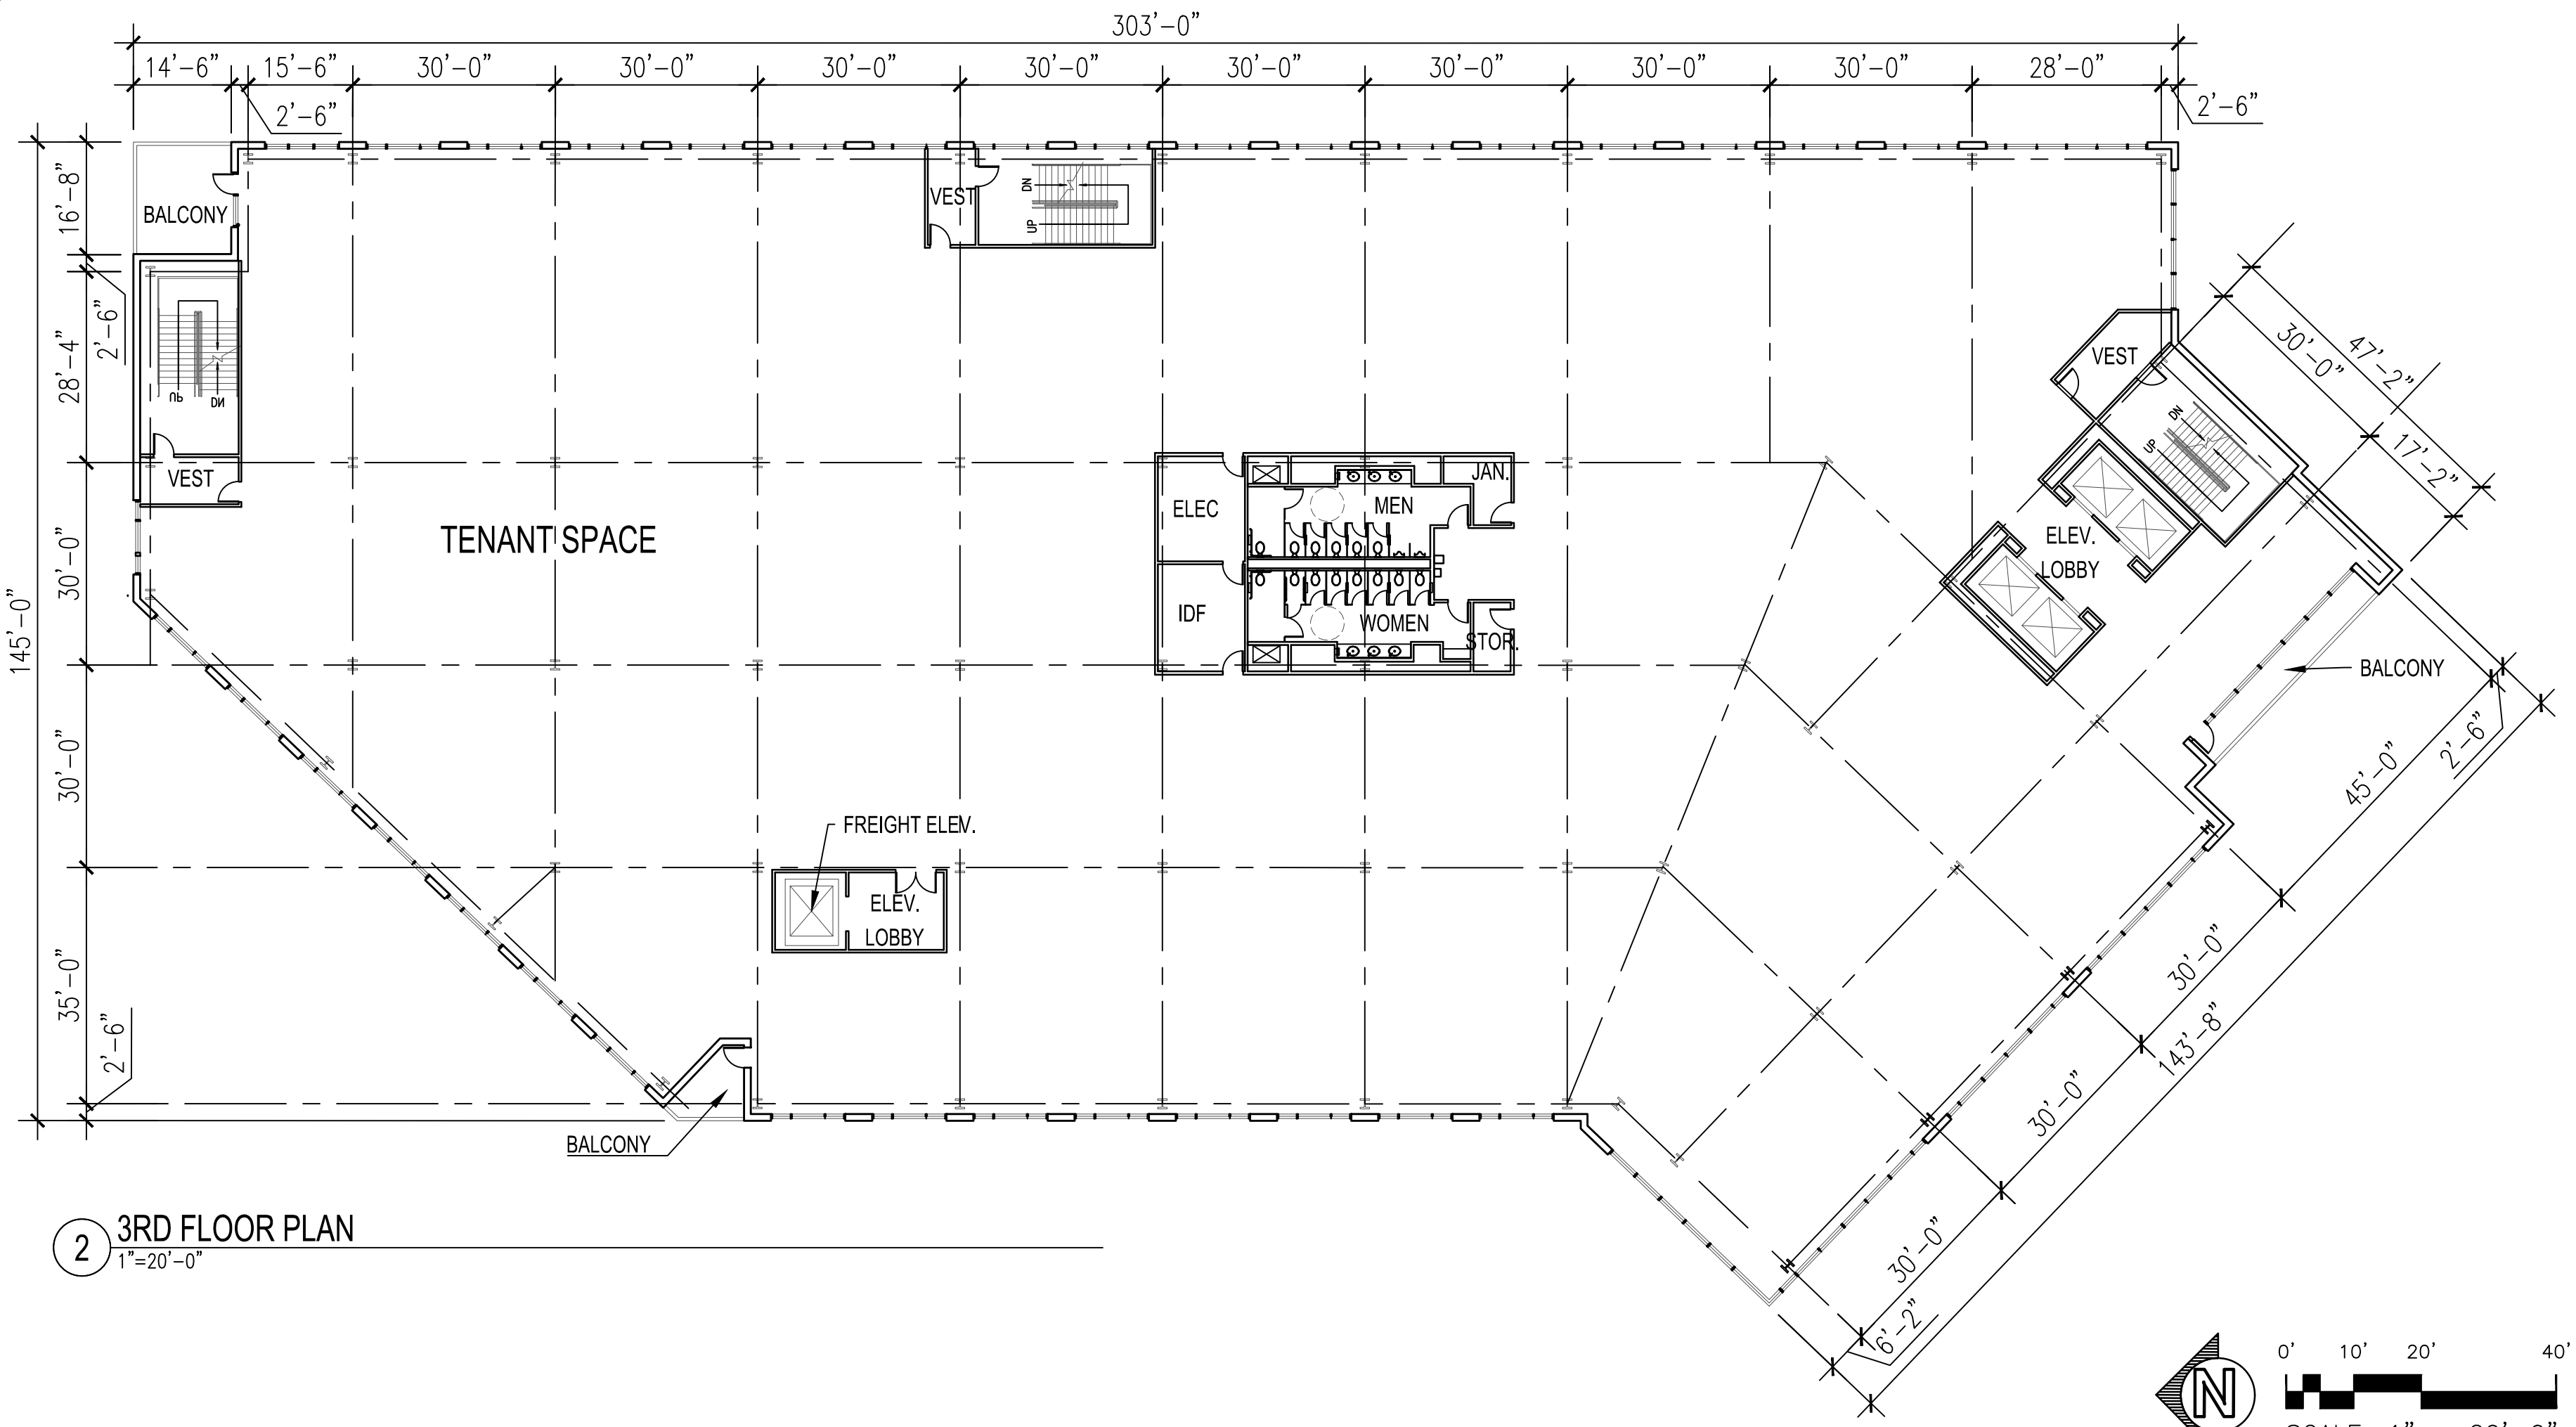 303'-0"
14'-6" 15'-6" 30'-0" 30'-0" 30'-0" 30'-0" 30'-0" 30'-0" 30'-0" 30'-0" 28'-0"
2'-6" 2'-6"
145'-0"
16'-8"
2'-6"
28'-4"
30'-0"
30'-0"
35'-0"
2'-6"
BALCONY
UP DN
VEST
TENANT SPACE
VEST
DN
UP
ELEC
IDF
MEN
WOMEN
JAN.
STOR.
FREIGHT ELEV.
ELEV.
LOBBY
BALCONY
VEST
DN
UP
ELEV.
LOBBY
BALCONY
47'-2"
30'-0"
17'-2"
2'-6"
45'-0"
30'-0"
143'-8"
30'-0"
30'-0"
6'-2"
2 3RD FLOOR PLAN
1"=20'-0"
N
0' 10' 20' 40'